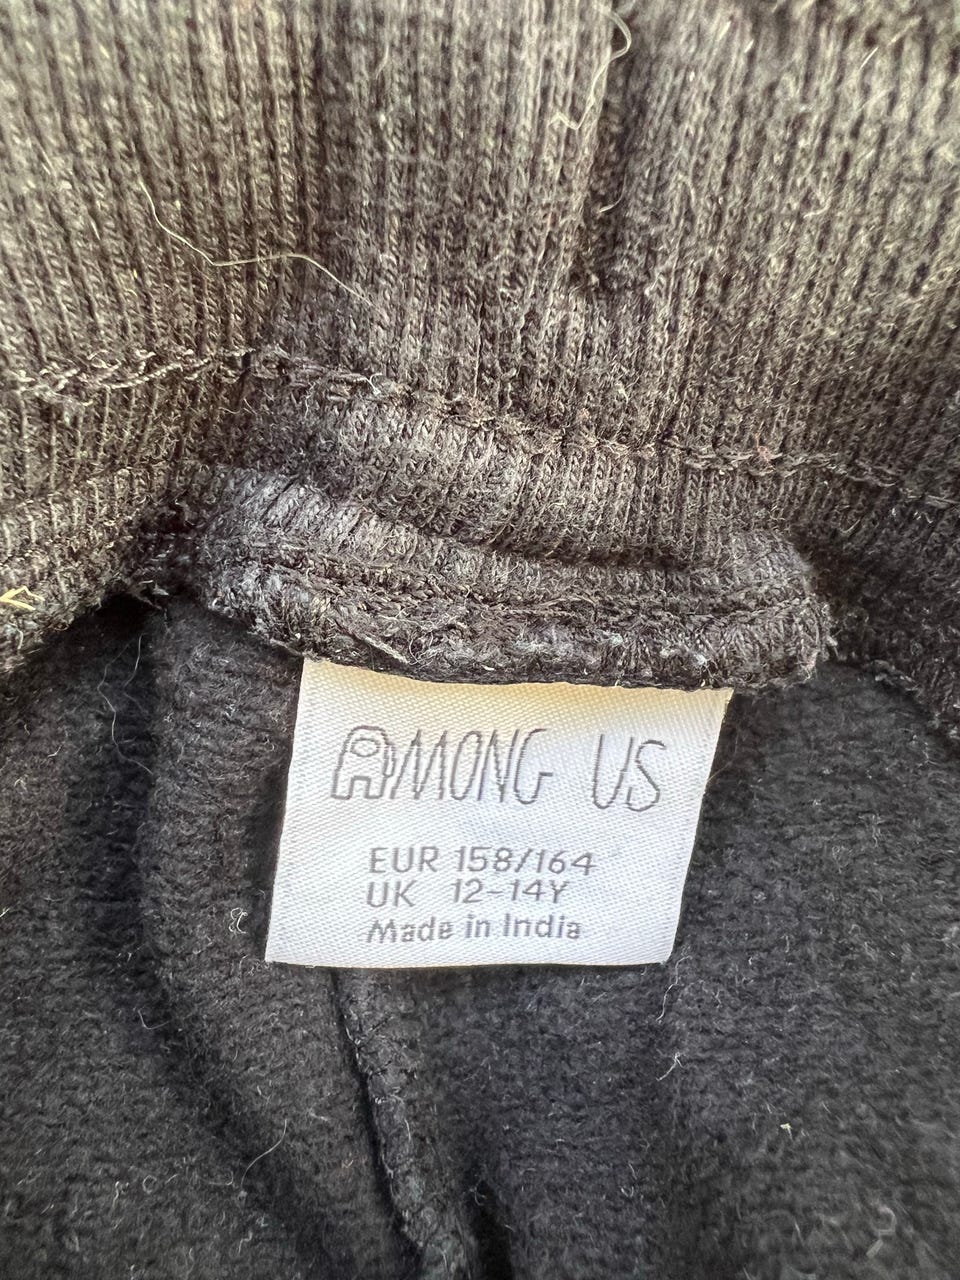 AMONG US
EUR 158/164
UK 12-14Y
Made in India